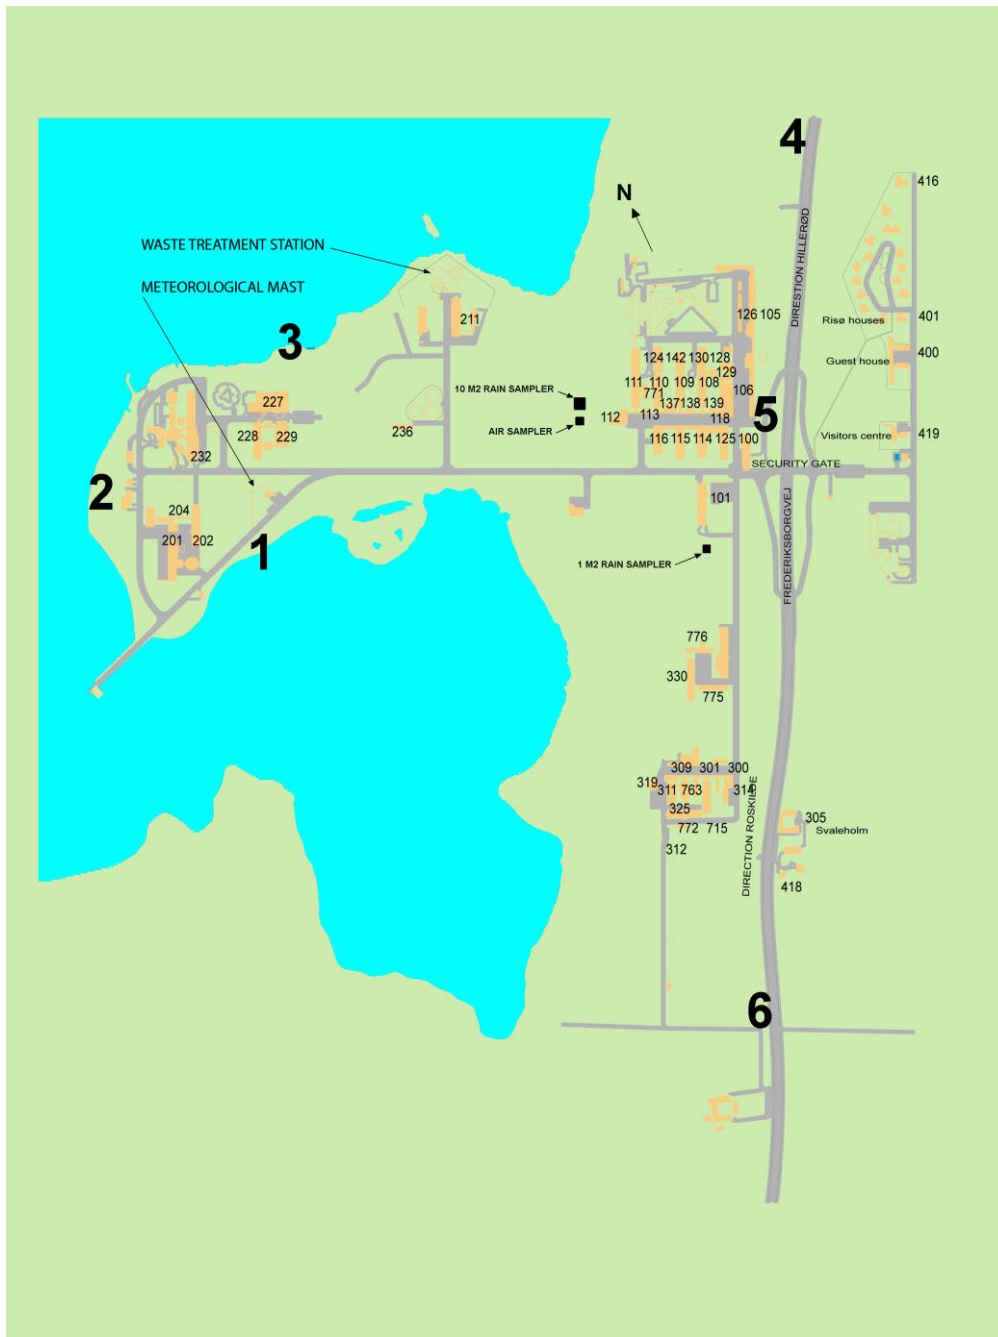 4
416
N
DIRESTION HILLERØD
WASTE TREATMENT STATION
METEOROLOGICAL MAST
211
126 105
401
Risø houses
3
124 142 130 128
400
Guest house
129
111 110 109 108
106
10 M2 RAIN SAMPLER
771
227
137 138 139
5
113
112
118
AIR SAMPLER
236
228 229
116 115 114 125 100
Visitors centre
419
232
SECURITY GATE
2
101
204
201 202
1
FREDERIKSBORGVEJ
1 M2 RAIN SAMPLER
776
330
775
309 301 300
319
311 763
314
325
772 715
312
DIRECTION ROSKILDE
305
Svaleholm
418
6